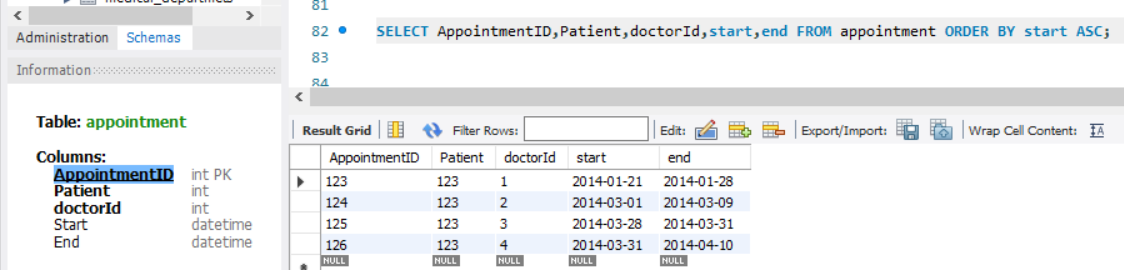 medical_departments
Administration Schemas
Information
Table: appointment
Columns:
AppointmentID int PK
Patient int
doctorId int
Start datetime
End datetime
81
82 SELECT AppointmentID,Patient,doctorId,start,end FROM appointment ORDER BY start ASC;
83
84
Result Grid Filter Rows: Edit: Export/Import: Wrap Cell Content: IA
AppointmentID Patient doctorId start end
123 123 1 2014-01-21 2014-01-28
124 123 2 2014-03-01 2014-03-09
125 123 3 2014-03-28 2014-03-31
126 123 4 2014-03-31 2014-04-10
NULL NULL NULL NULL NULL